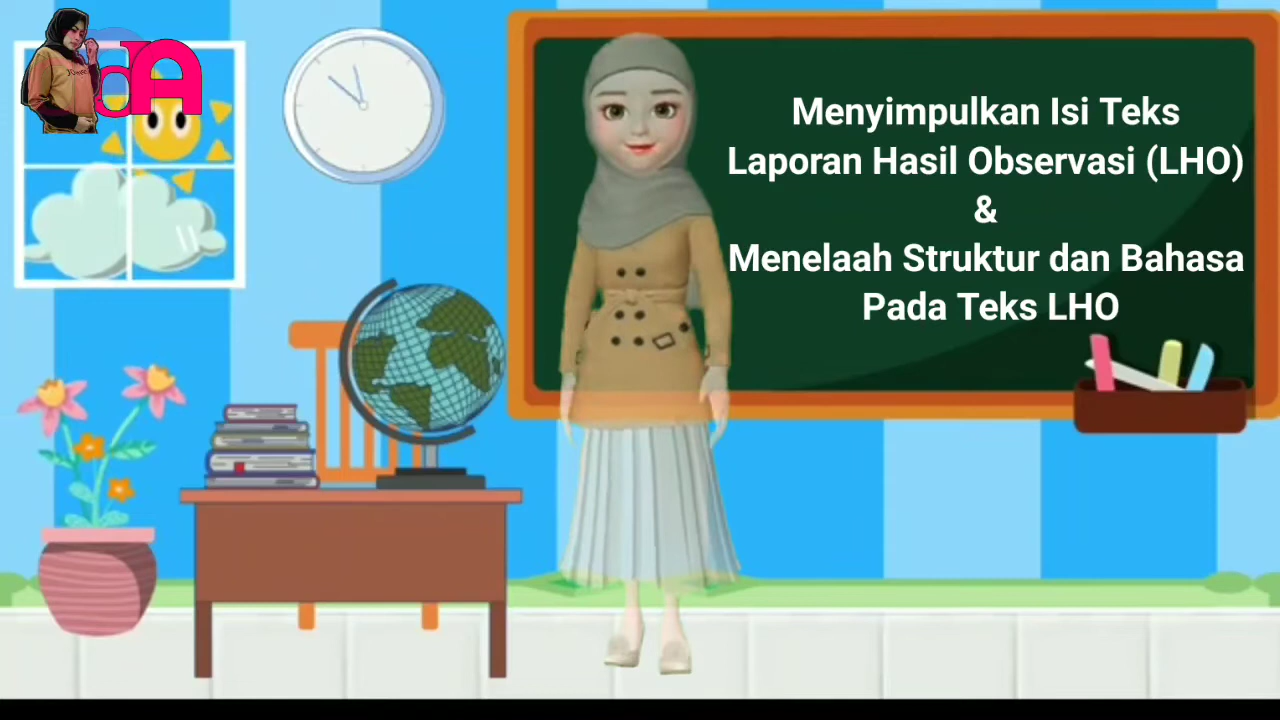 Menyimpulkan Isi Teks
Laporan Hasil Observasi (LHO)
&
Menelaah Struktur dan Bahasa
Pada Teks LHO